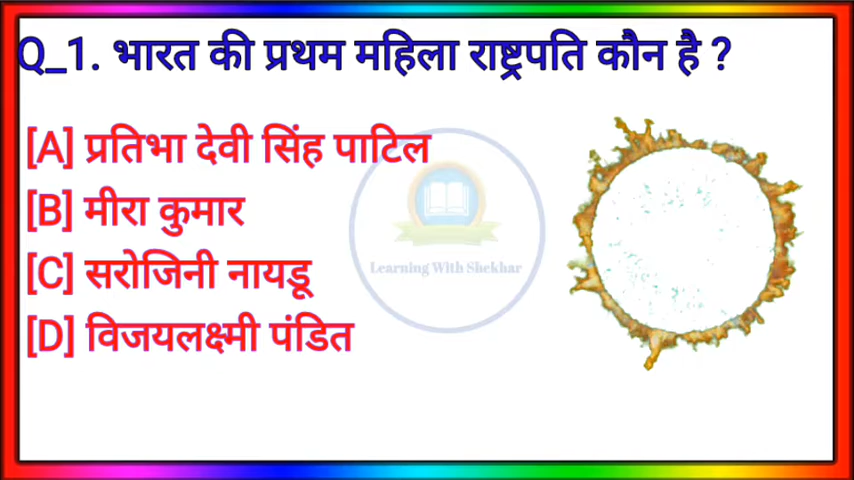 Q_1. भारत की प्रथम महिला राष्ट्रपति कौन है ?
[A] प्रतिभा देवी सिंह पाटिल
[B] मीरा कुमार
[C] सरोजिनी नायडू
[D] विजयलक्ष्मी पंडित
Learning With Shekhar